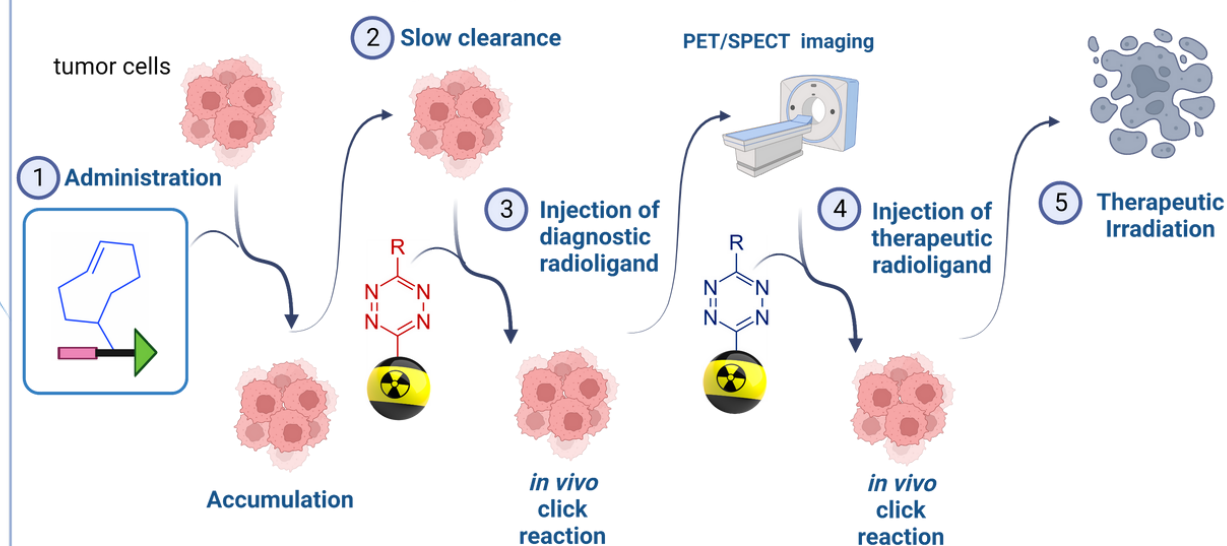 tumor cells
1 Administration
Accumulation
2 Slow clearance
R
N N
N N
3 Injection of
diagnostic
radioligand
in vivo
click
reaction
PET/SPECT imaging
R
N N
N N
4 Injection of
therapeutic
radioligand
in vivo
click
reaction
5 Therapeutic
Irradiation